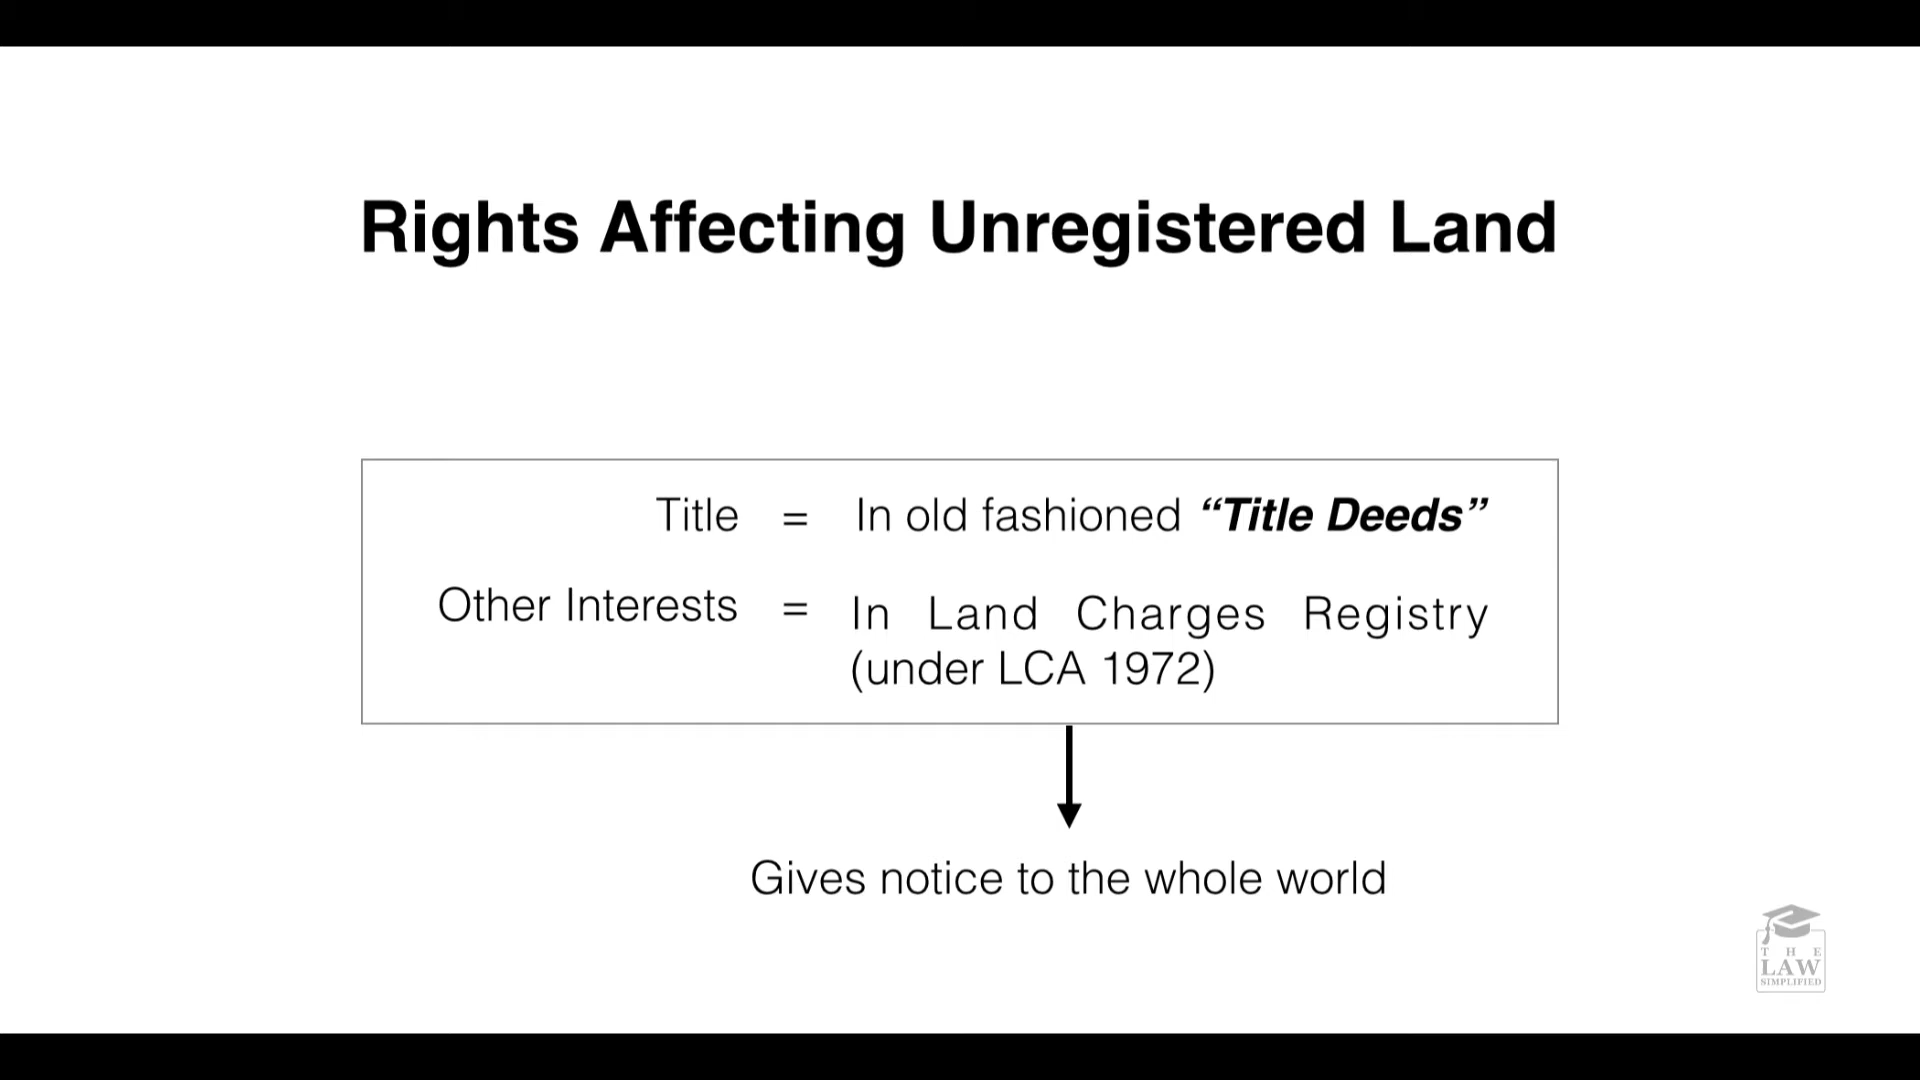 Rights Affecting Unregistered Land
Title = In old fashioned “Title Deeds”
Other Interests = In Land Charges Registry
(under LCA 1972)
Gives notice to the whole world
THE
LAW
SIMPLIFIED